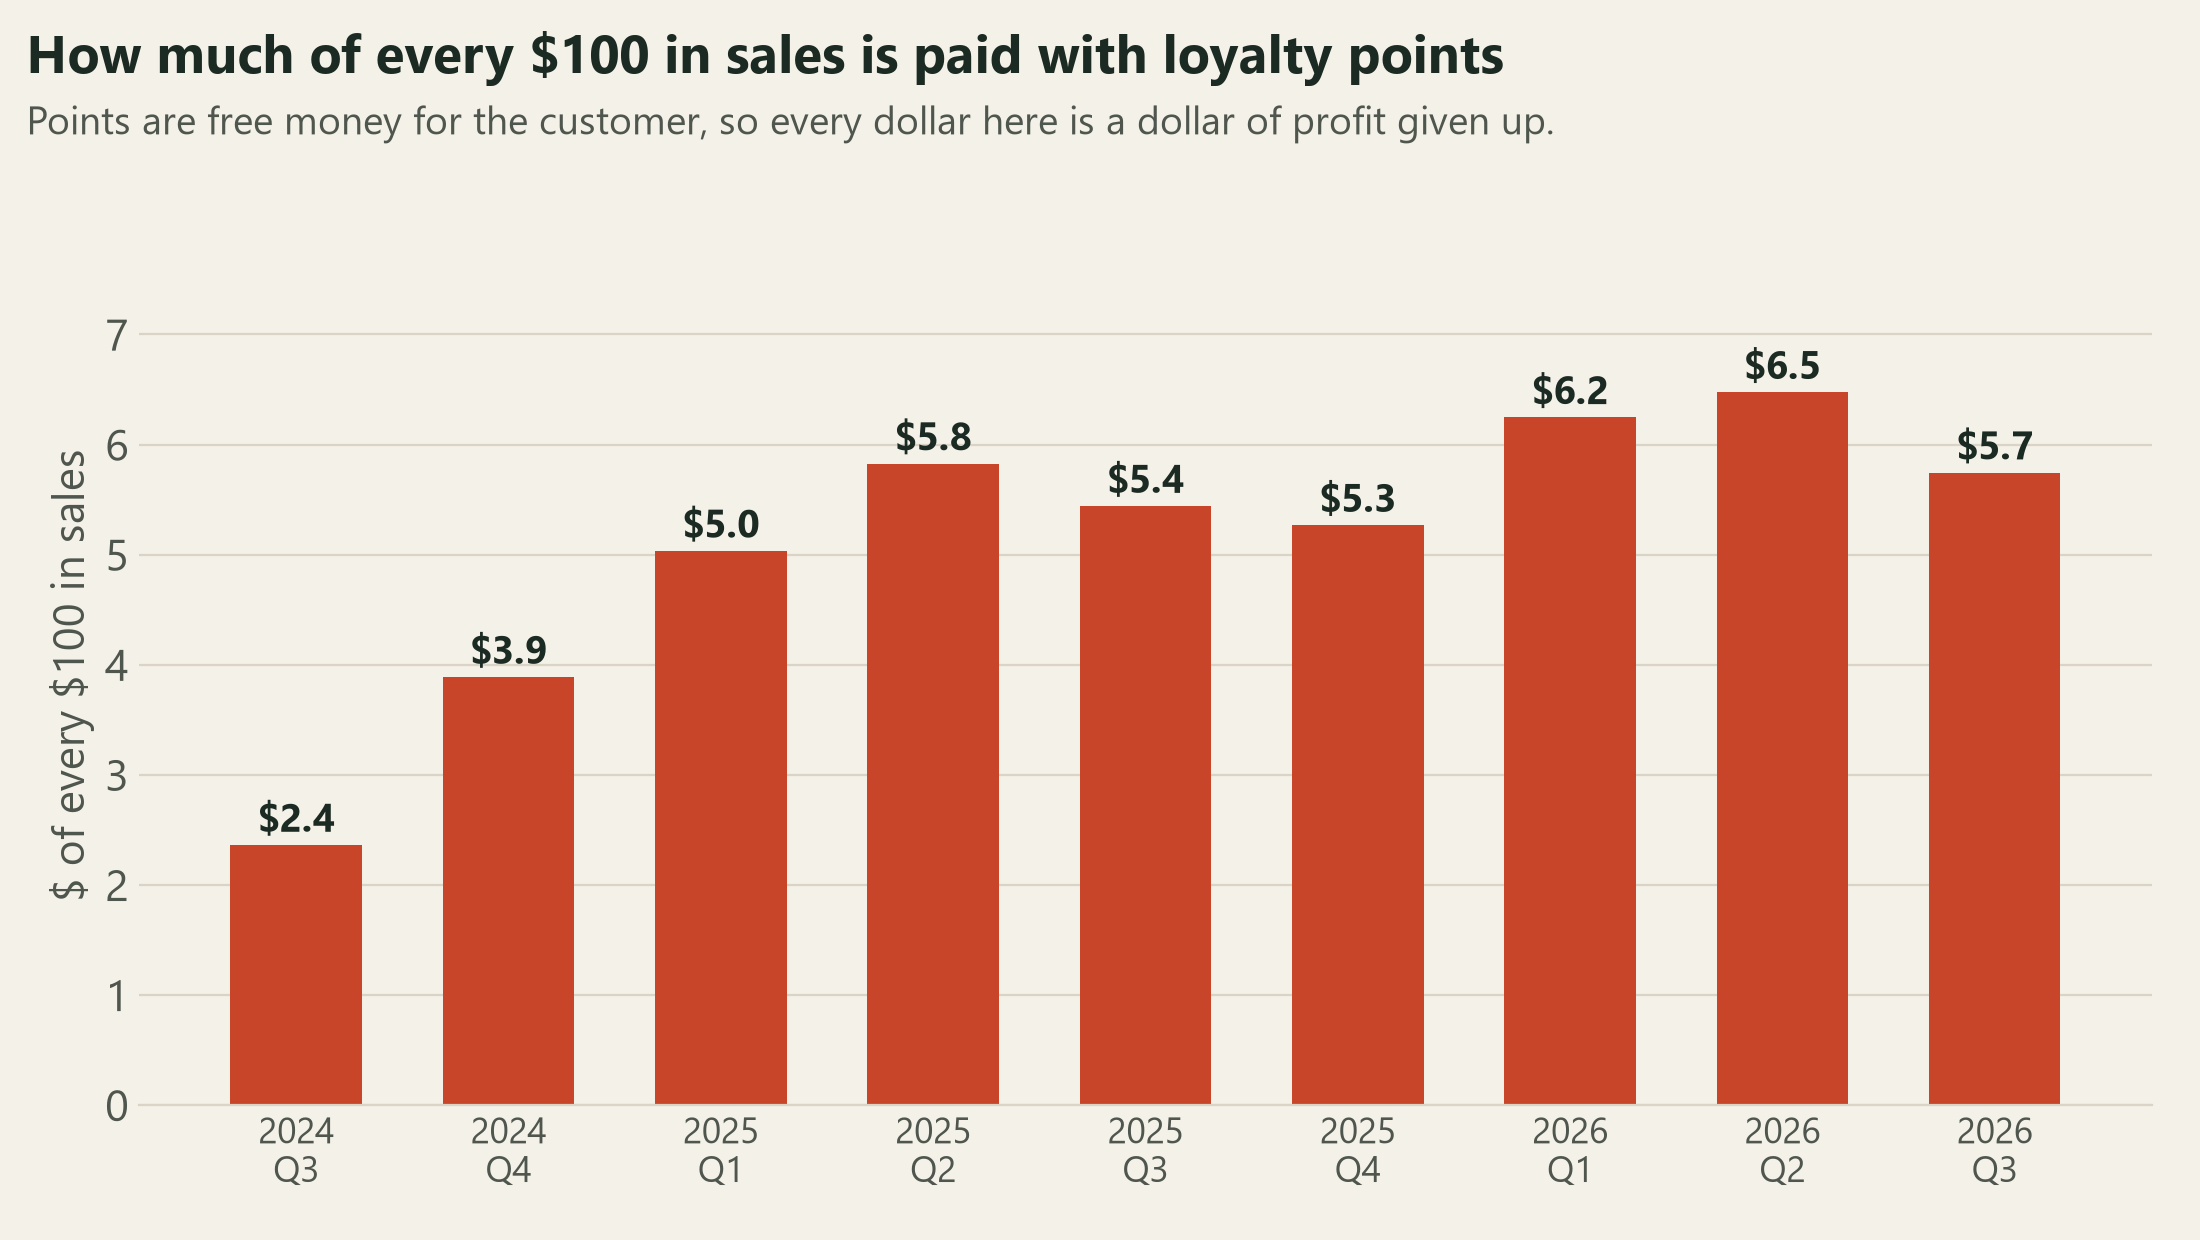 How much of every $100 in sales is paid with loyalty points
Points are free money for the customer, so every dollar here is a dollar of profit given up.
$ of every $100 in sales
7
6
5
4
3
2
1
0
$2.4
$3.9
$5.0
$5.8
$5.4
$5.3
$6.2
$6.5
$5.7
2024
Q3
2024
Q4
2025
Q1
2025
Q2
2025
Q3
2025
Q4
2026
Q1
2026
Q2
2026
Q3